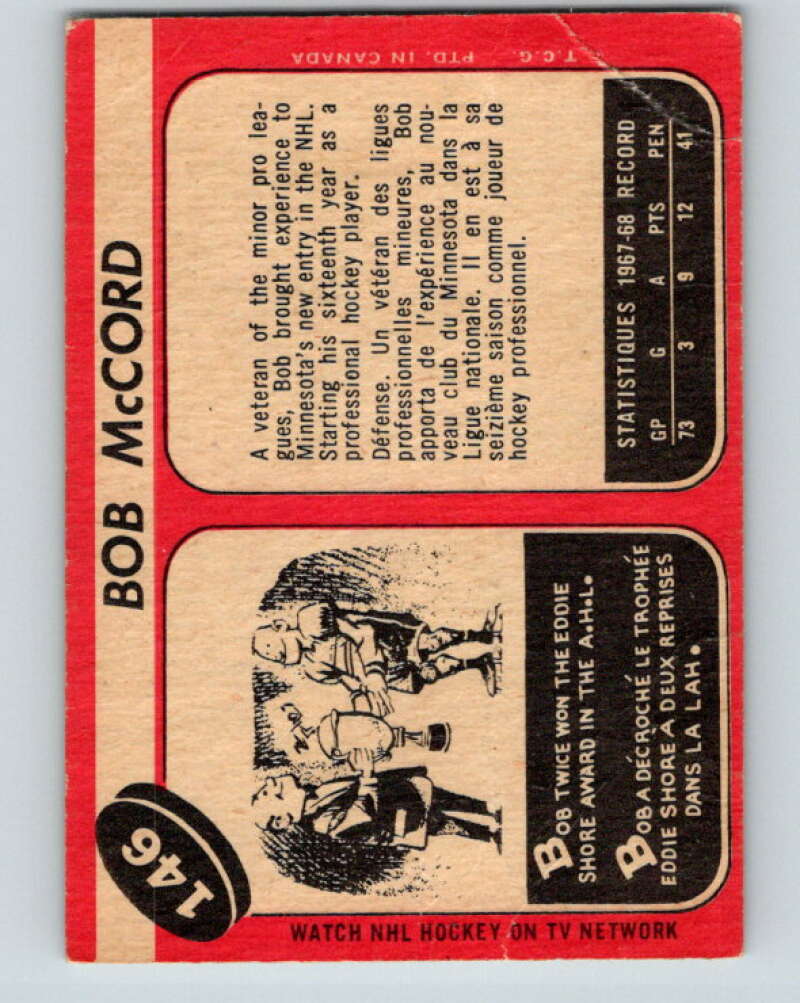 146
BOB McCORD
BOB TWICE WON THE EDDIE
SHORE AWARD IN THE A.H.L.
BOB A DÉCROCHÉ LE TROPHÉE
EDDIE SHORE À DEUX REPRISES
DANS LA LAH.
A veteran of the minor pro lea-
gues, Bob brought experience to
Minnesota's new entry in the NHL.
Starting his sixteenth year as a
professional hockey player.
Défense. Un vétéran des ligues
professionnelles mineures, Bob
apporta de l'expérience au nou-
veau club du Minnesota dans la
Ligue nationale. Il en est à sa
seizième saison comme joueur de
hockey professionnel.
STATISTIQUES 1967-68 RECORD
GP G A PTS PEN
73 3 9 12 41
WATCH NHL HOCKEY ON TV NETWORK
T.C.G. PTD. IN CANADA